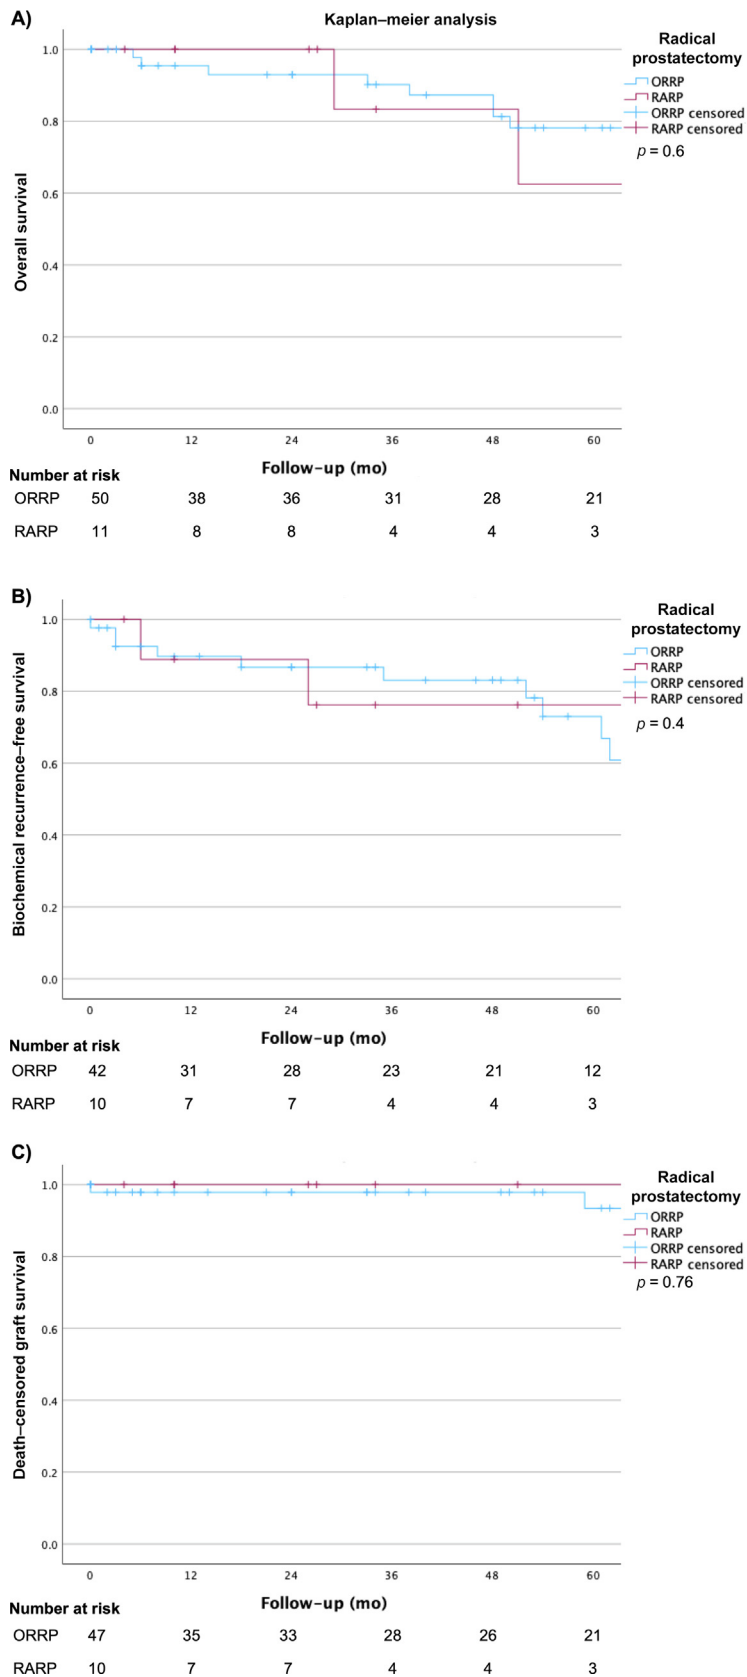 A)
Kaplan–meier analysis
Radical
prostatectomy
ORRP
RARP
ORRP censored
RARP censored
p = 0.6
Overall survival
1.0
0.8
0.6
0.4
0.2
0.0
0 12 24 36 48 60
Follow-up (mo)
Number at risk
ORRP 50 38 36 31 28 21
RARP 11 8 8 4 4 3
B)
Radical
prostatectomy
ORRP
RARP
ORRP censored
RARP censored
p = 0.4
Biochemical recurrence–free survival
1.0
0.8
0.6
0.4
0.2
0.0
0 12 24 36 48 60
Follow-up (mo)
Number at risk
ORRP 42 31 28 23 21 12
RARP 10 7 7 4 4 3
C)
Radical
prostatectomy
ORRP
RARP
ORRP censored
RARP censored
p = 0.76
Death–censored graft survival
1.0
0.8
0.6
0.4
0.2
0.0
0 12 24 36 48 60
Follow-up (mo)
Number at risk
ORRP 47 35 33 28 26 21
RARP 10 7 7 4 4 3